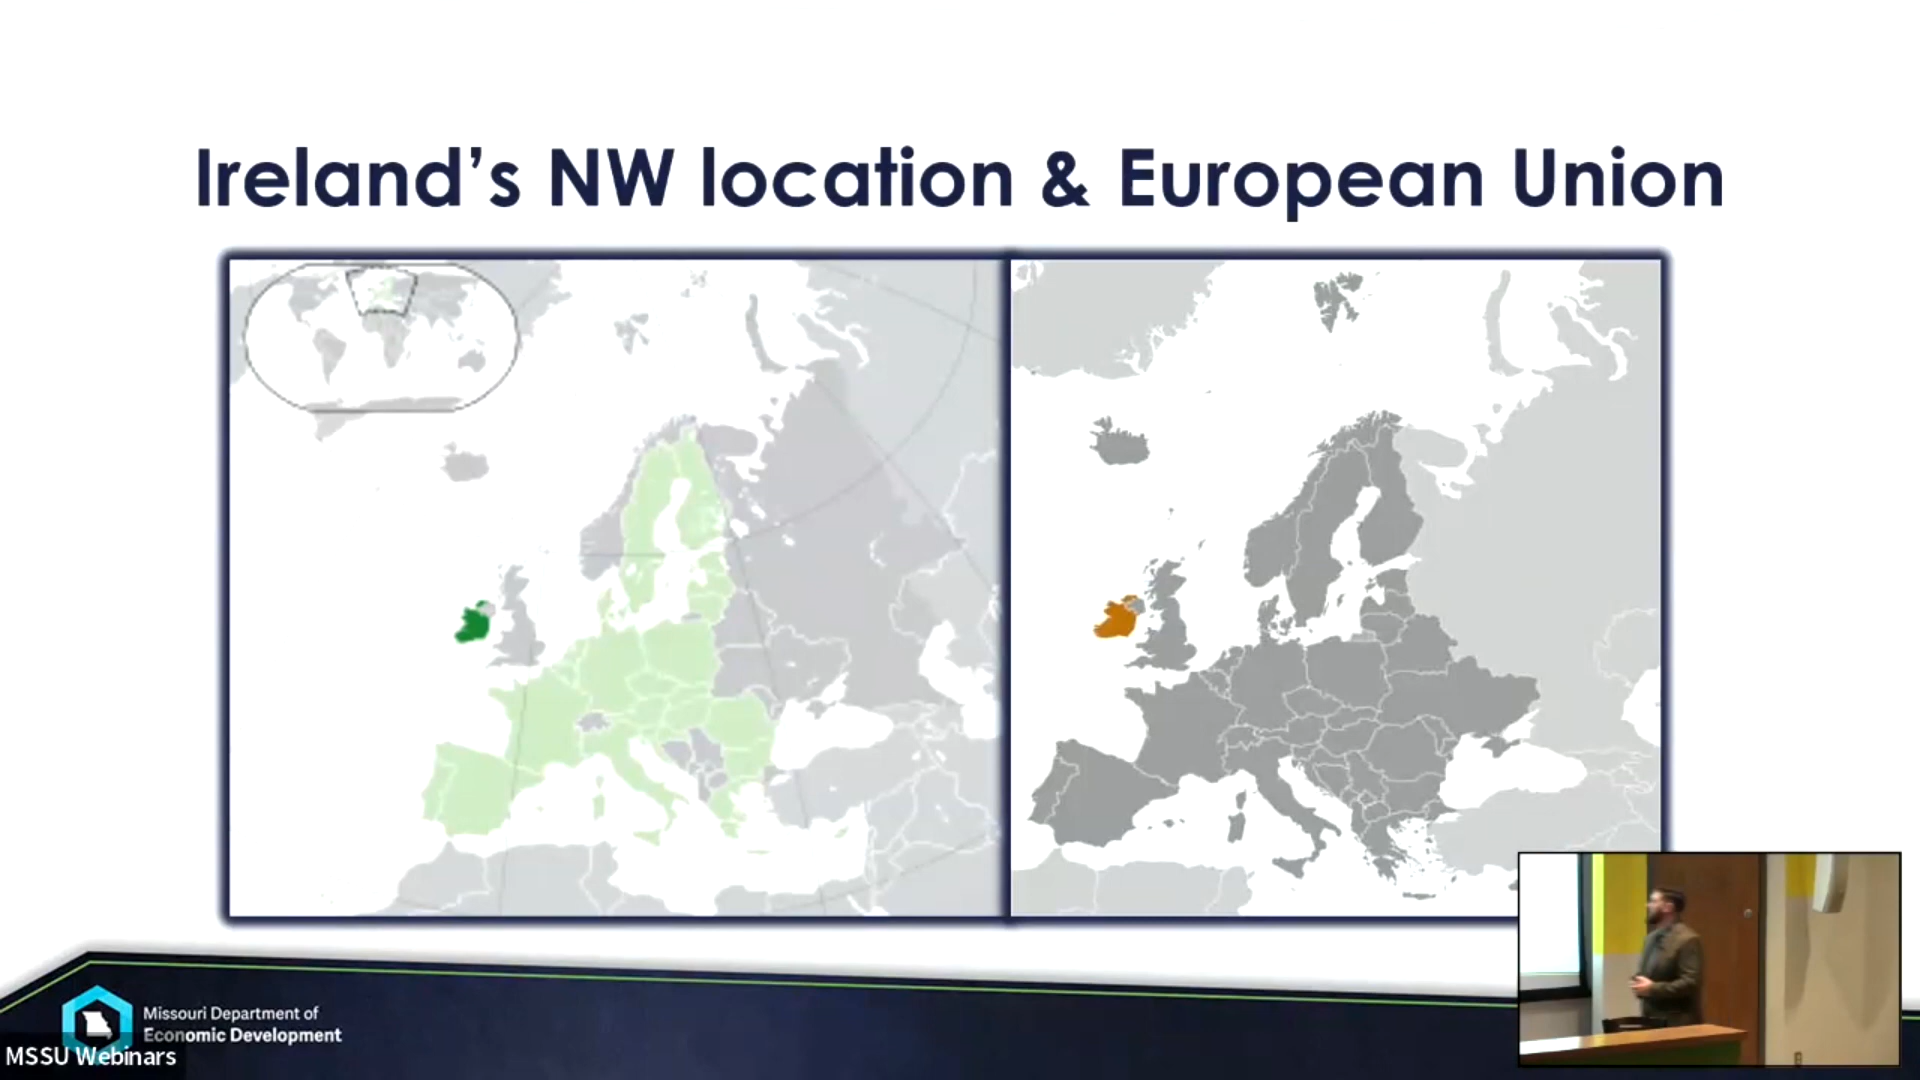 Ireland’s NW location & European Union
Missouri Department of
Economic Development
MSSU Webinars